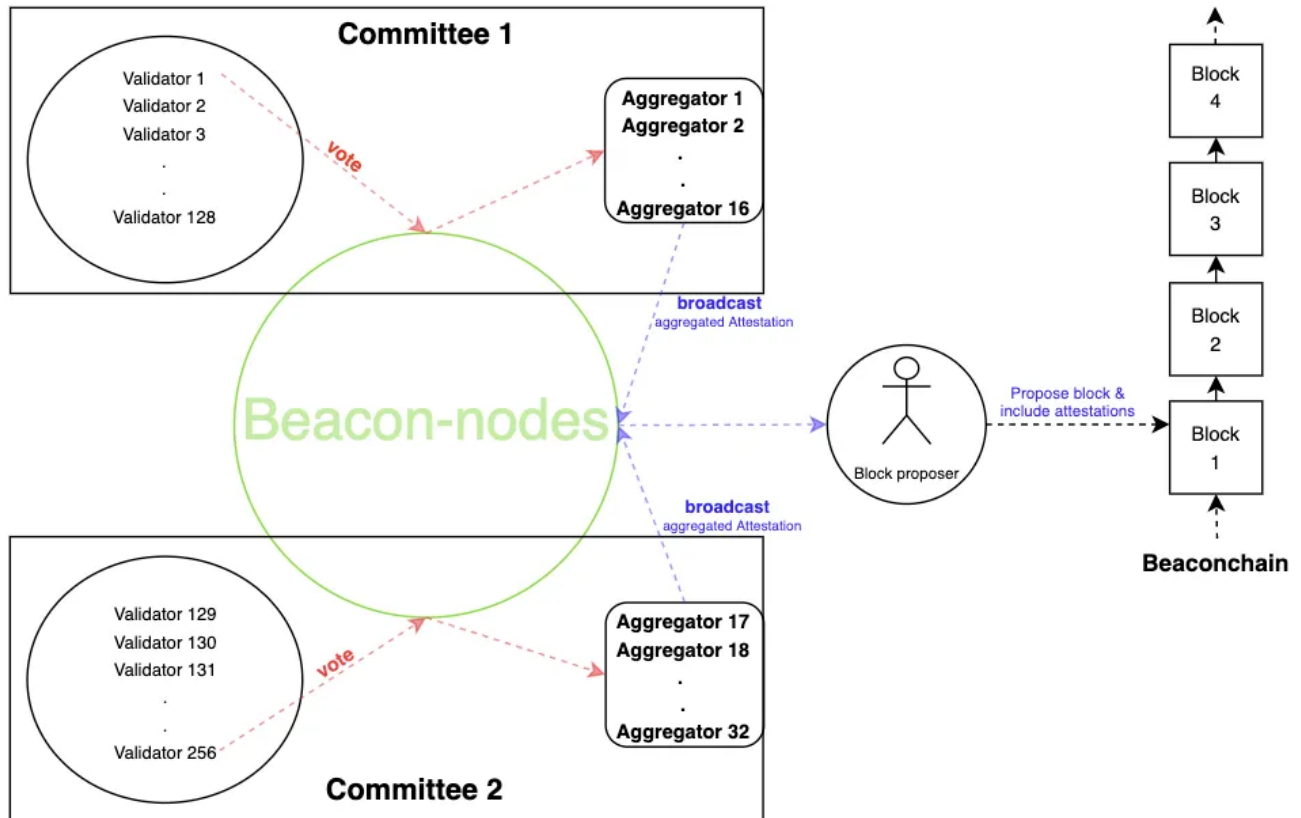 Committee 1
Validator 1
Validator 2
Validator 3
.
.
Validator 128
vote
Aggregator 1
Aggregator 2
.
.
Aggregator 16
broadcast
aggregated Attestation
Beacon-nodes
broadcast
aggregated Attestation
Validator 129
Validator 130
Validator 131
.
.
Validator 256
vote
Aggregator 17
Aggregator 18
.
.
Aggregator 32
Committee 2
Block proposer
Propose block &
include attestations
Block
4
Block
3
Block
2
Block
1
Beaconchain